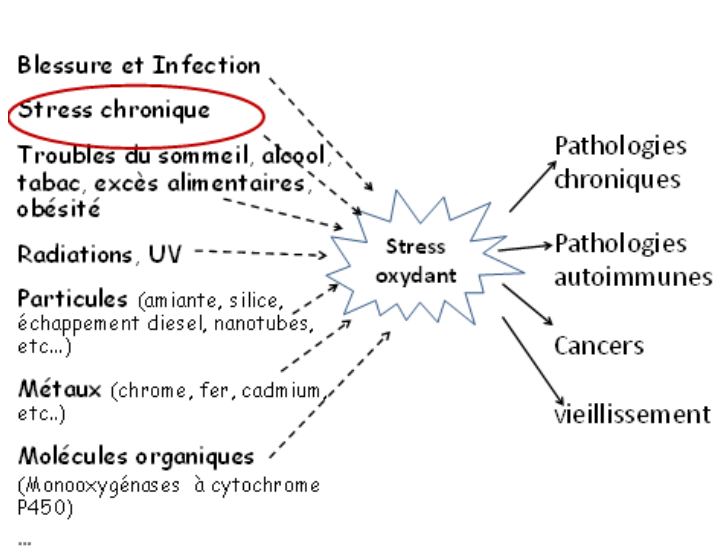 Blessure et Infection
Stress chronique
Troubles du sommeil, alcool,
tabac, excès alimentaires,
obésité
Radiations, UV
Particules (amiante, silice,
échappement diesel, nanotubes,
etc...)
Métaux (chrome, fer, cadmium,
etc..)
Molécules organiques
(Monooxygénases à cytochrome
P450)
...
Stress
oxydant
Pathologies
chroniques
Pathologies
autoimmunes
Cancers
vieillissement